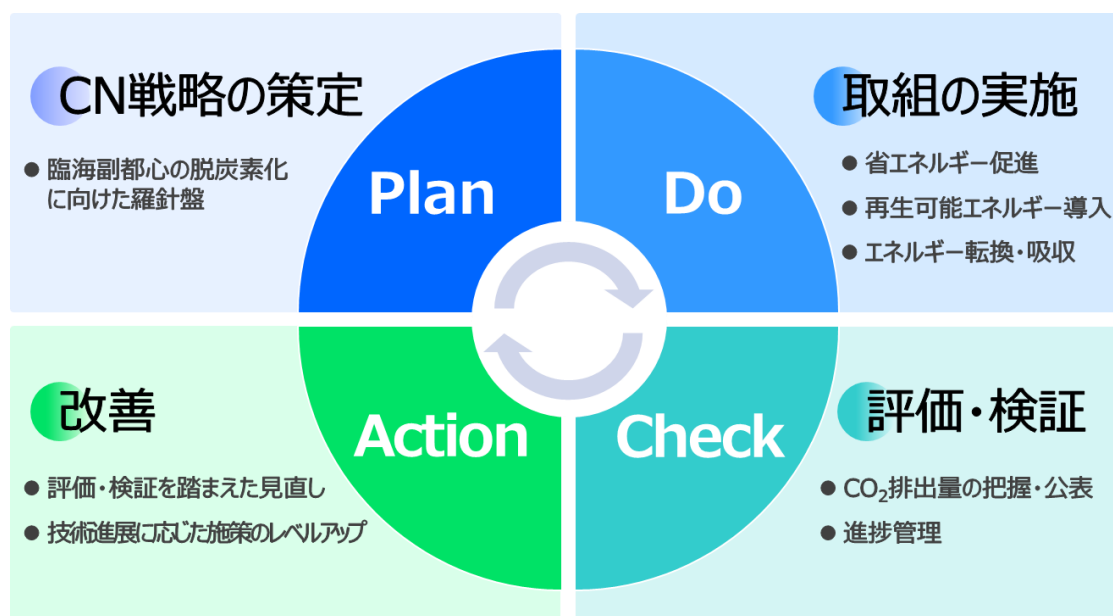 CN戦略の策定
● 臨海副都心の脱炭素化
に向けた羅針盤
Plan
取組の実施
● 省エネルギー促進
● 再生可能エネルギー導入
● エネルギー転換・吸収
Do
改善
● 評価・検証を踏まえた見直し
● 技術進展に応じた施策のレベルアップ
Action
評価・検証
● CO₂排出量の把握・公表
● 進捗管理
Check